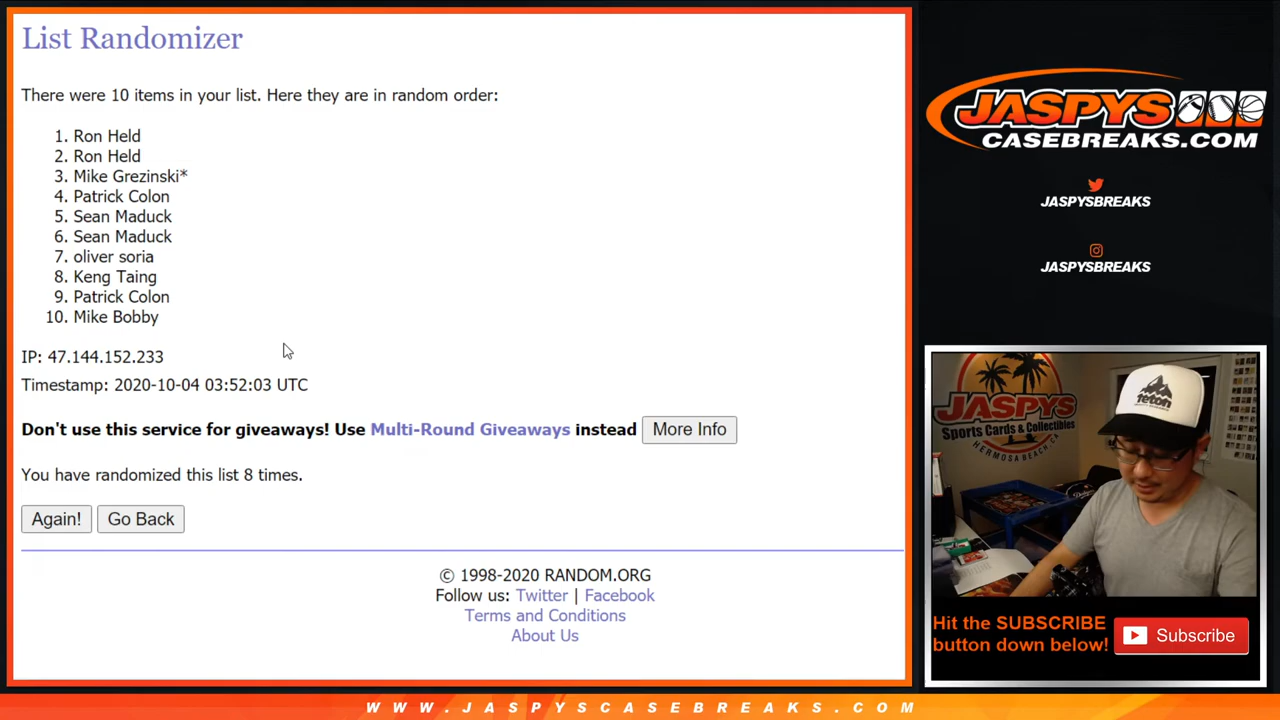 List Randomizer
There were 10 items in your list. Here they are in random order:
1. Ron Held
2. Ron Held
3. Mike Grezinski*
4. Patrick Colon
5. Sean Maduck
6. Sean Maduck
7. oliver soria
8. Keng Taing
9. Patrick Colon
10. Mike Bobby
IP: 47.144.152.233
Timestamp: 2020-10-04 03:52:03 UTC
Don't use this service for giveaways! Use Multi-Round Giveaways instead More Info
You have randomized this list 8 times.
Again! Go Back
© 1998-2020 RANDOM.ORG
Follow us: Twitter | Facebook
Terms and Conditions
About Us
JASPYS
CASEBREAKS.COM
JASPYSBREAKS
JASPYSBREAKS
JASPYS
Sports Cards & Collectibles
HERMOSA BEACH, CA
teton
Hit the SUBSCRIBE
button down below!
Subscribe
WWW.JASPYSCASEBREAKS.COM